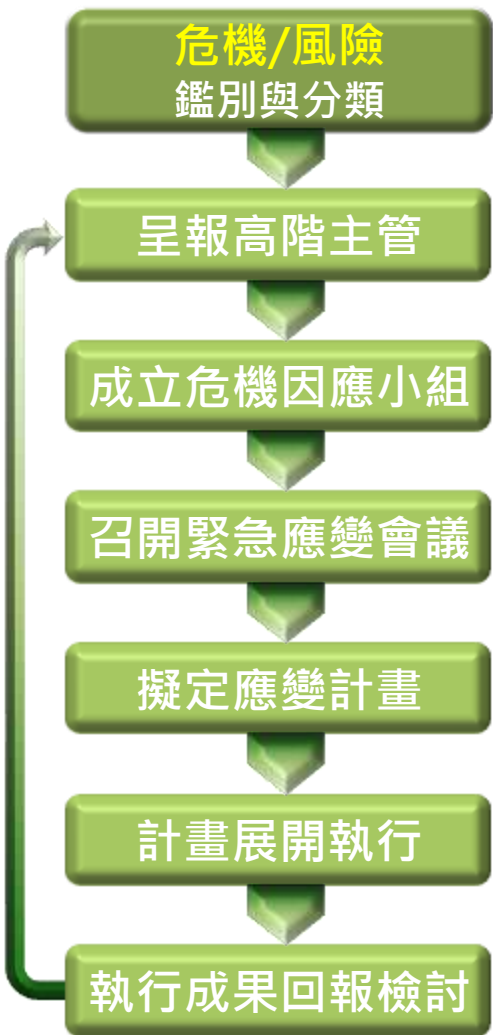 危機/風險
鑑別與分類
呈報高階主管
成立危機因應小組
召開緊急應變會議
擬定應變計畫
計畫展開執行
執行成果回報檢討